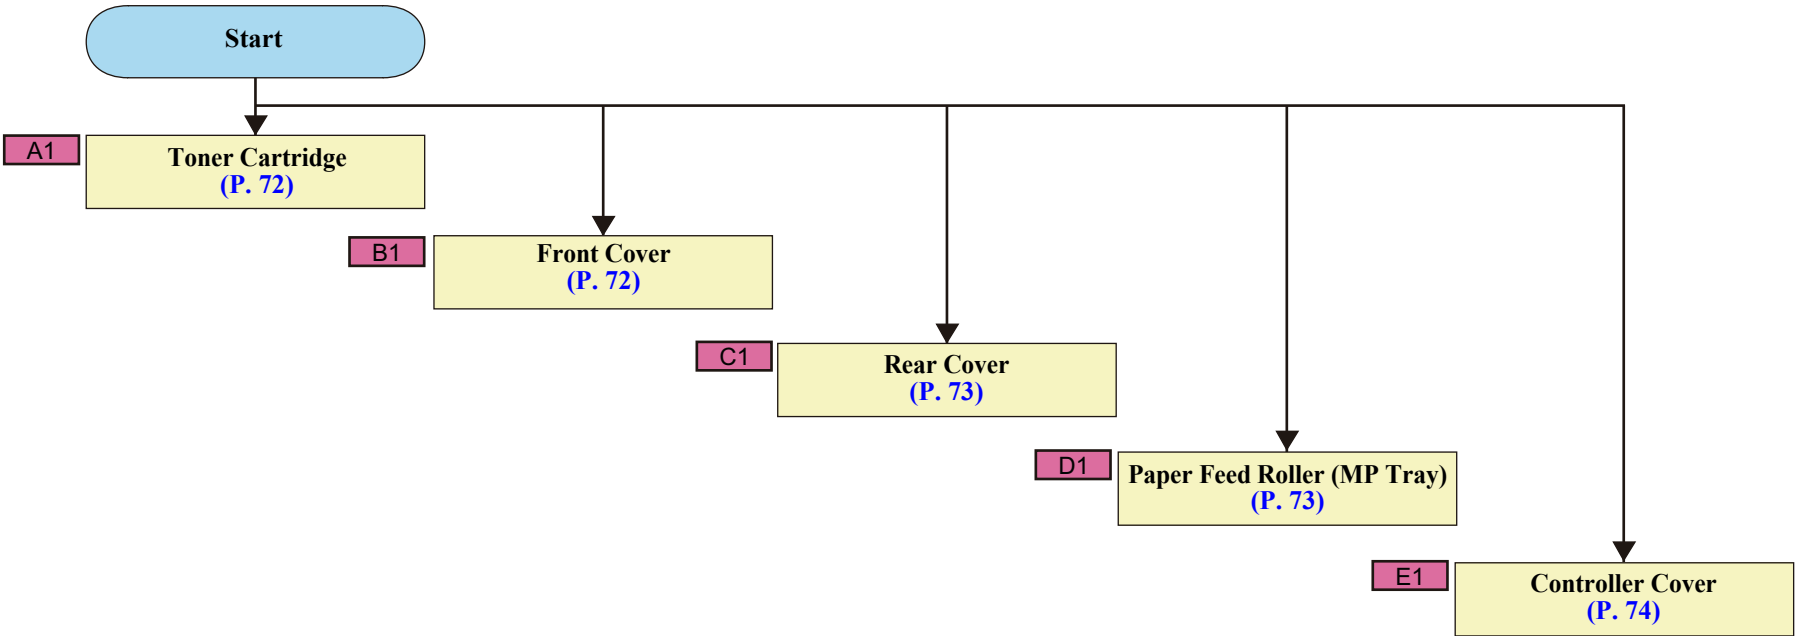 Start
A1
Toner Cartridge
(P. 72)
B1
Front Cover
(P. 72)
C1
Rear Cover
(P. 73)
D1
Paper Feed Roller (MP Tray)
(P. 73)
E1
Controller Cover
(P. 74)